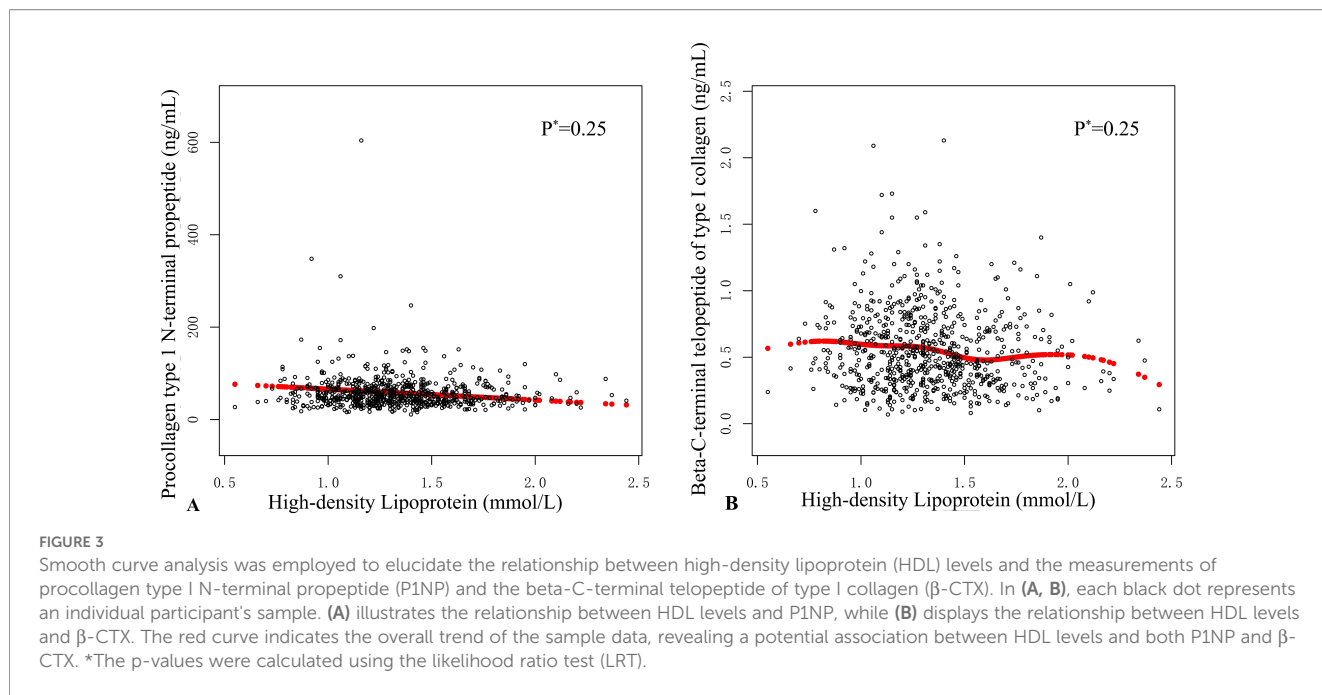 Procollagen type 1 N-terminal propeptide (ng/mL)
600
400
200
0
P*=0.25
0.5 1.0 1.5 2.0 2.5
High-density Lipoprotein (mmol/L)
A
Beta-C-terminal telopeptide of type I collagen (ng/mL)
2.5
2.0
1.5
1.0
0.5
0.0
P*=0.25
0.5 1.0 1.5 2.0 2.5
High-density Lipoprotein (mmol/L)
B
FIGURE 3
Smooth curve analysis was employed to elucidate the relationship between high-density lipoprotein (HDL) levels and the measurements of
procollagen type I N-terminal propeptide (P1NP) and the beta-C-terminal telopeptide of type I collagen (β-CTX). In (A, B), each black dot represents
an individual participant's sample. (A) illustrates the relationship between HDL levels and P1NP, while (B) displays the relationship between HDL levels
and β-CTX. The red curve indicates the overall trend of the sample data, revealing a potential association between HDL levels and both P1NP and β-
CTX. *The p-values were calculated using the likelihood ratio test (LRT).